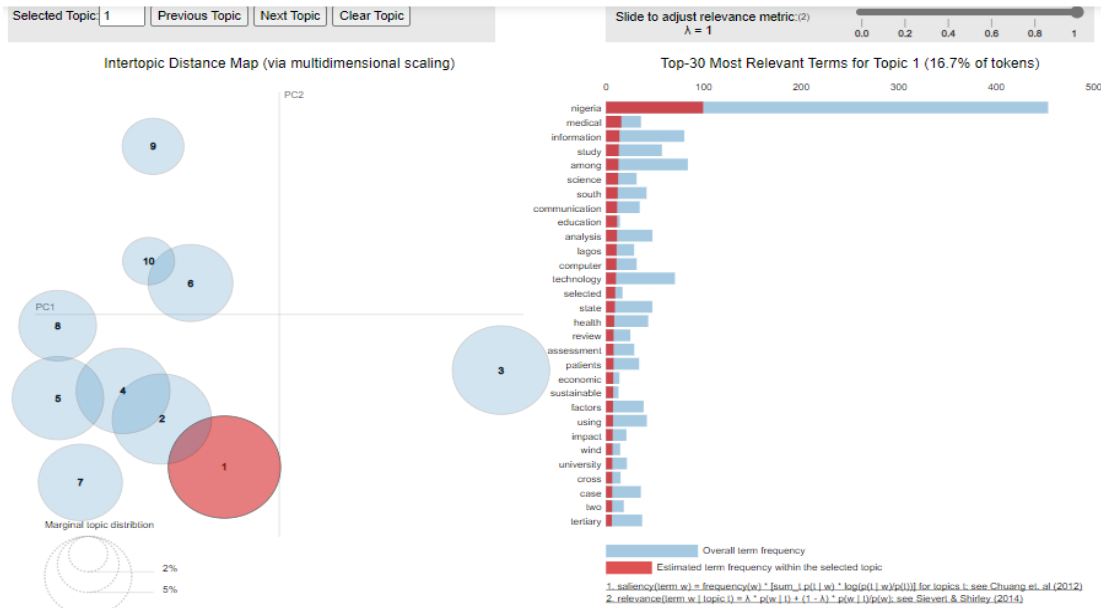 Selected Topic: 1 Previous Topic Next Topic Clear Topic
Slide to adjust relevance metric:(2)
λ = 1
0.0 0.2 0.4 0.6 0.8 1
Intertopic Distance Map (via multidimensional scaling)
PC2
PC1
9
10
6
8
3
4
5
2
1
7
Marginal topic distribtion
2%
5%
Top-30 Most Relevant Terms for Topic 1 (16.7% of tokens)
0 100 200 300 400 500
nigeria
medical
information
study
among
science
south
communication
education
analysis
lagos
computer
technology
selected
state
health
review
assessment
patients
economic
sustainable
factors
using
impact
wind
university
cross
case
two
tertiary
Overall term frequency
Estimated term frequency within the selected topic
1. saliency(term w) = frequency(w) * [sum_t p(t | w) * log(p(t | w)/p(t))] for topics t; see Chuang et. al (2012)
2. relevance(term w | topic t) = λ * p(w | t) + (1 - λ) * p(w | t)/p(w); see Sievert & Shirley (2014)